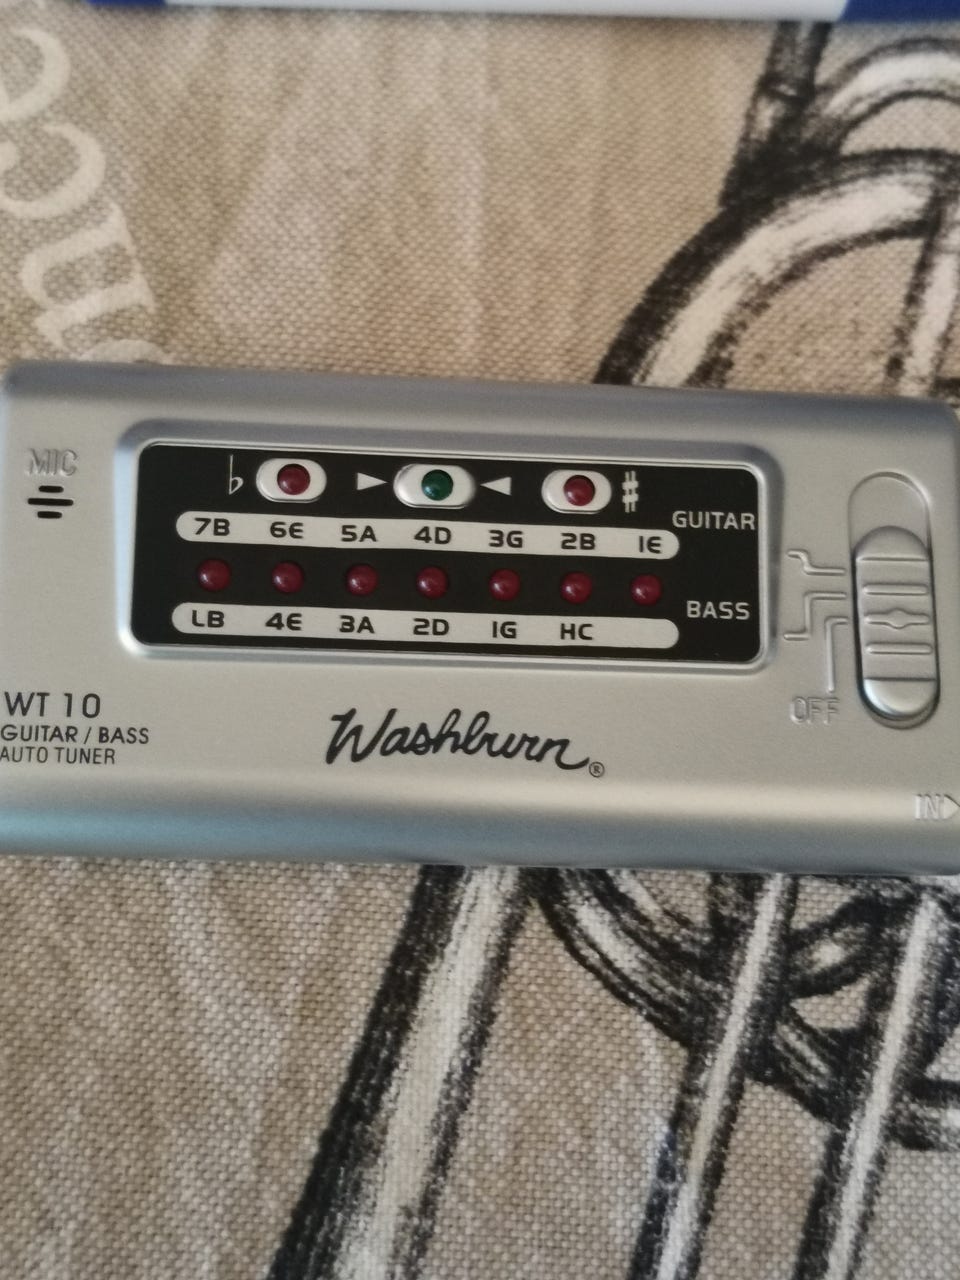 MIC
♭ ► ◄ #
7B 6E 5A 4D 3G 2B 1E
GUITAR
LB 4E 3A 2D 1G HC
BASS
OFF
WT 10
GUITAR / BASS
AUTO TUNER
Washburn®
IN